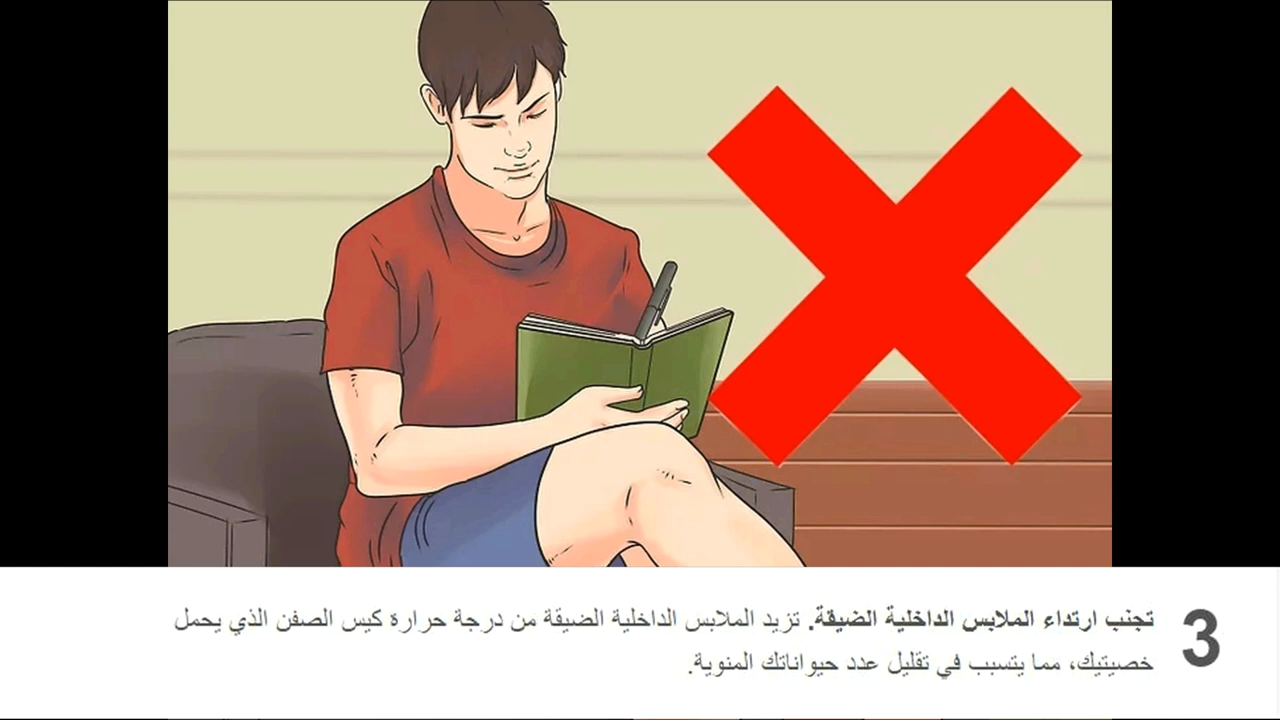 3
تجنب ارتداء الملابس الداخلية الضيقة. تزيد الملابس الداخلية الضيقة من درجة حرارة كيس الصفن الذي يحمل
خصيتيك، مما يتسبب في تقليل عدد حيواناتك المنوية.